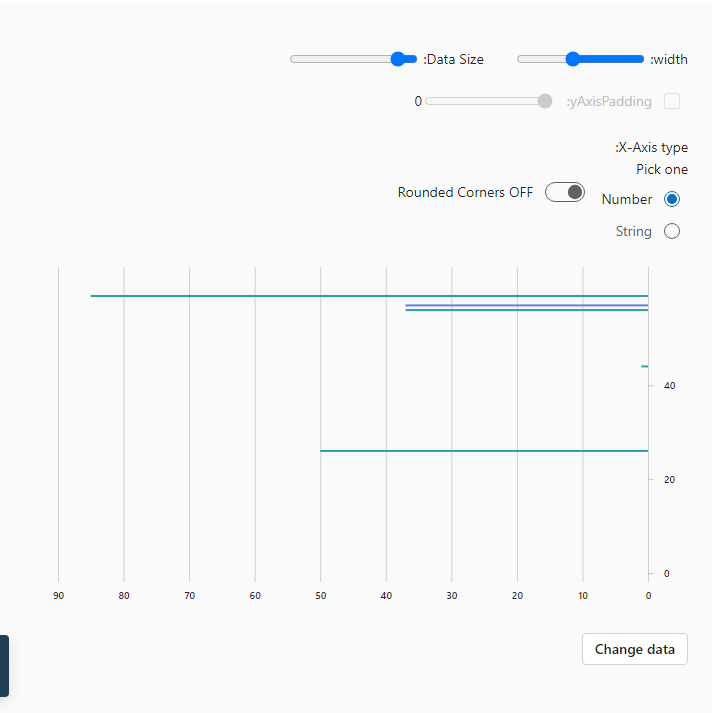 :width
:Data Size
:yAxisPadding
0
:X-Axis type
Pick one
Number
Rounded Corners OFF
String
40
20
0
90 80 70 60 50 40 30 20 10 0
Change data